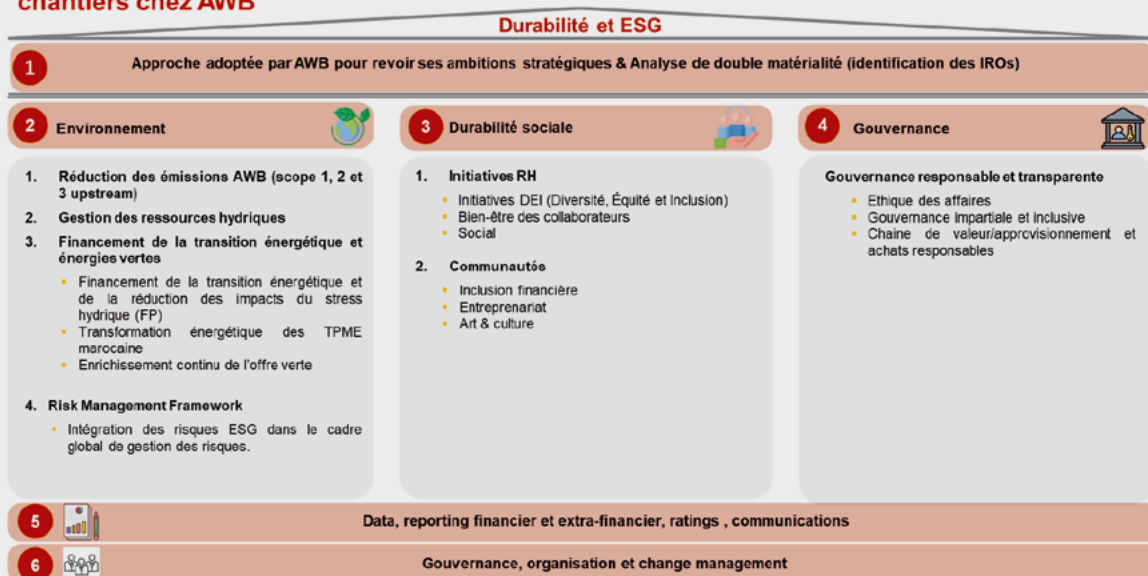 chantiers chez AWB
Durabilité et ESG
1
Approche adoptée par AWB pour revoir ses ambitions stratégiques & Analyse de double matérialité (identification des IROs)
2
Environnement
1. Réduction des émissions AWB (scope 1, 2 et
3 upstream)
2. Gestion des ressources hydriques
3. Financement de la transition énergétique et
énergies vertes
▪ Financement de la transition énergétique et
de la réduction des impacts du stress
hydrique (FP)
▪ Transformation énergétique des TPME
marocaine
▪ Enrichissement continu de l'offre verte
4. Risk Management Framework
▪ Intégration des risques ESG dans le cadre
global de gestion des risques.
3
Durabilité sociale
1. Initiatives RH
▪ Initiatives DEI (Diversité, Équité et Inclusion)
▪ Bien-être des collaborateurs
▪ Social
2. Communautés
▪ Inclusion financière
▪ Entreprenariat
▪ Art & culture
4
Gouvernance
Gouvernance responsable et transparente
▪ Ethique des affaires
▪ Gouvernance impartiale et inclusive
▪ Chaine de valeur/approvisionnement et
achats responsables
5
Data, reporting financier et extra-financier, ratings , communications
6
Gouvernance, organisation et change management